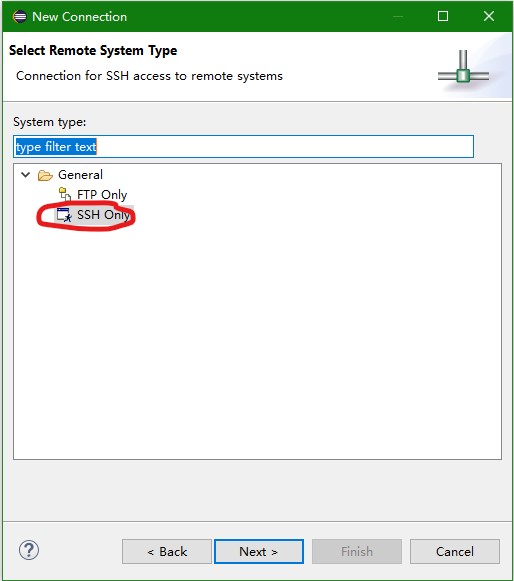 New Connection
Select Remote System Type
Connection for SSH access to remote systems
System type:
type filter text
General
FTP Only
SSH Only
?
< Back
Next >
Finish
Cancel